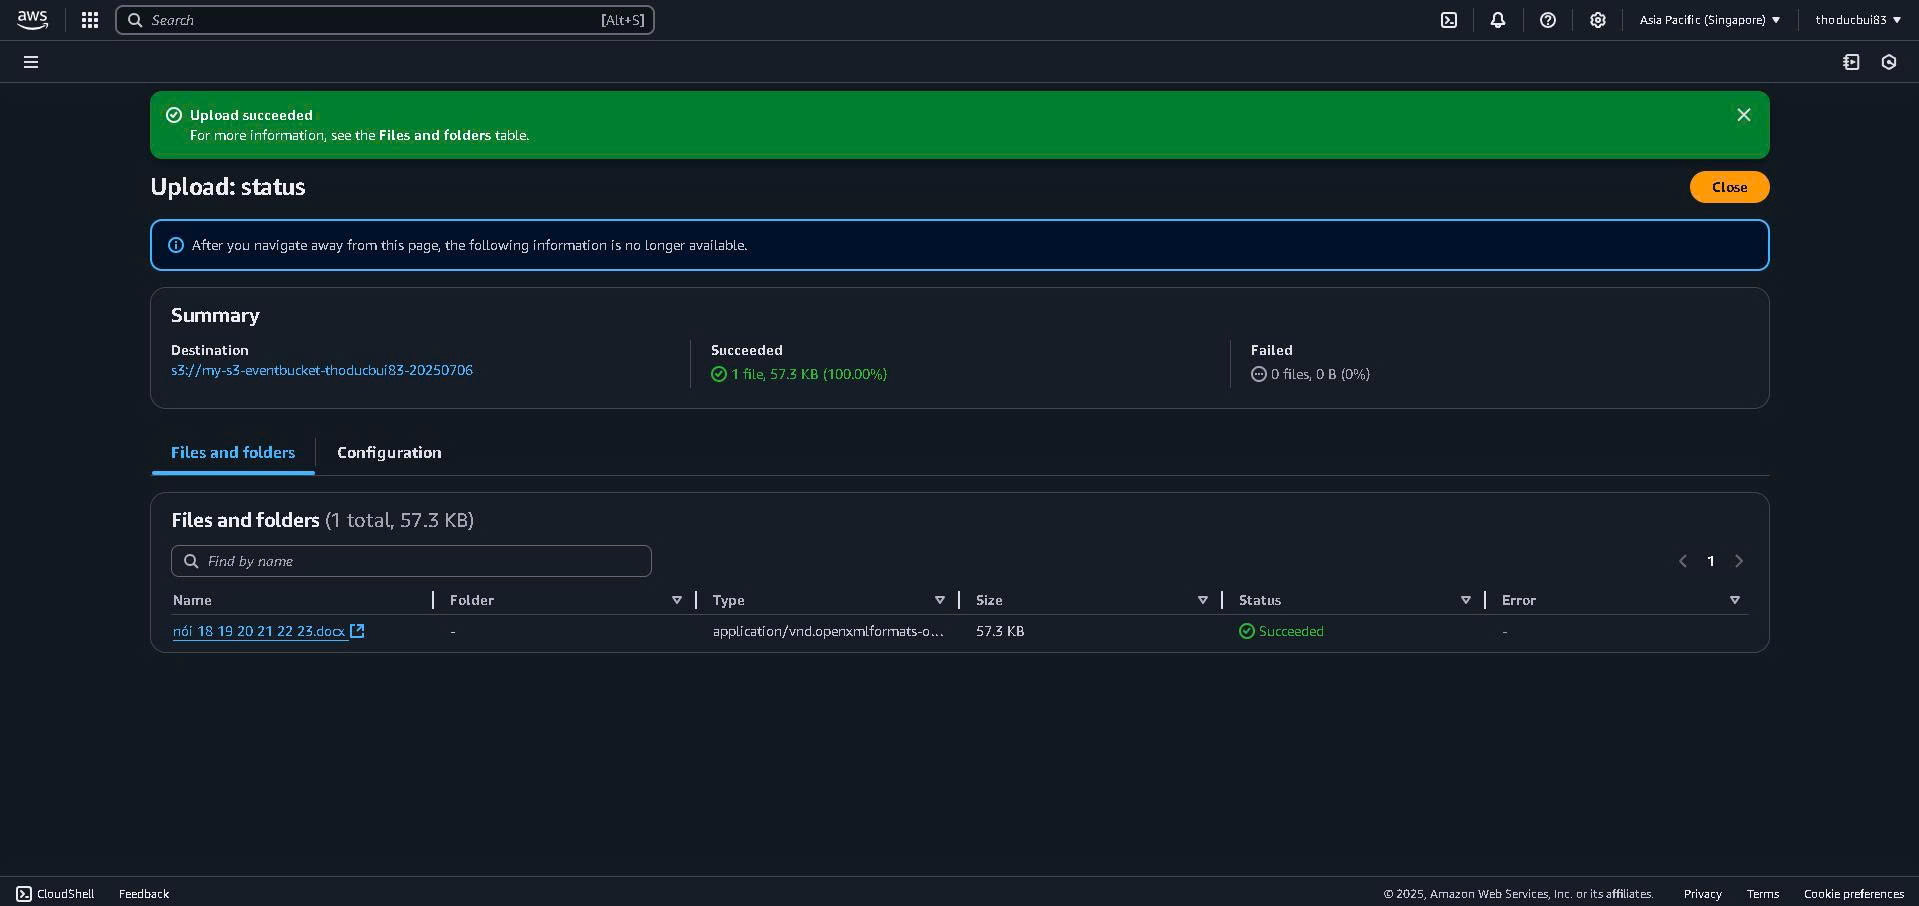 aws
Search [Alt+S]
Asia Pacific (Singapore)
thoducbui83
Upload succeeded
For more information, see the Files and folders table.
Upload: status
Close
After you navigate away from this page, the following information is no longer available.
Summary
Destination
s3://my-s3-eventbucket-thoducbui83-20250706
Succeeded
1 file, 57.3 KB (100.00%)
Failed
0 files, 0 B (0%)
Files and folders
Configuration
Files and folders (1 total, 57.3 KB)
Find by name
1
Name Folder Type Size Status Error
nói 18 19 20 21 22 23.docx - application/vnd.openxmlformats-o... 57.3 KB Succeeded -
CloudShell Feedback © 2025, Amazon Web Services, Inc. or its affiliates. Privacy Terms Cookie preferences